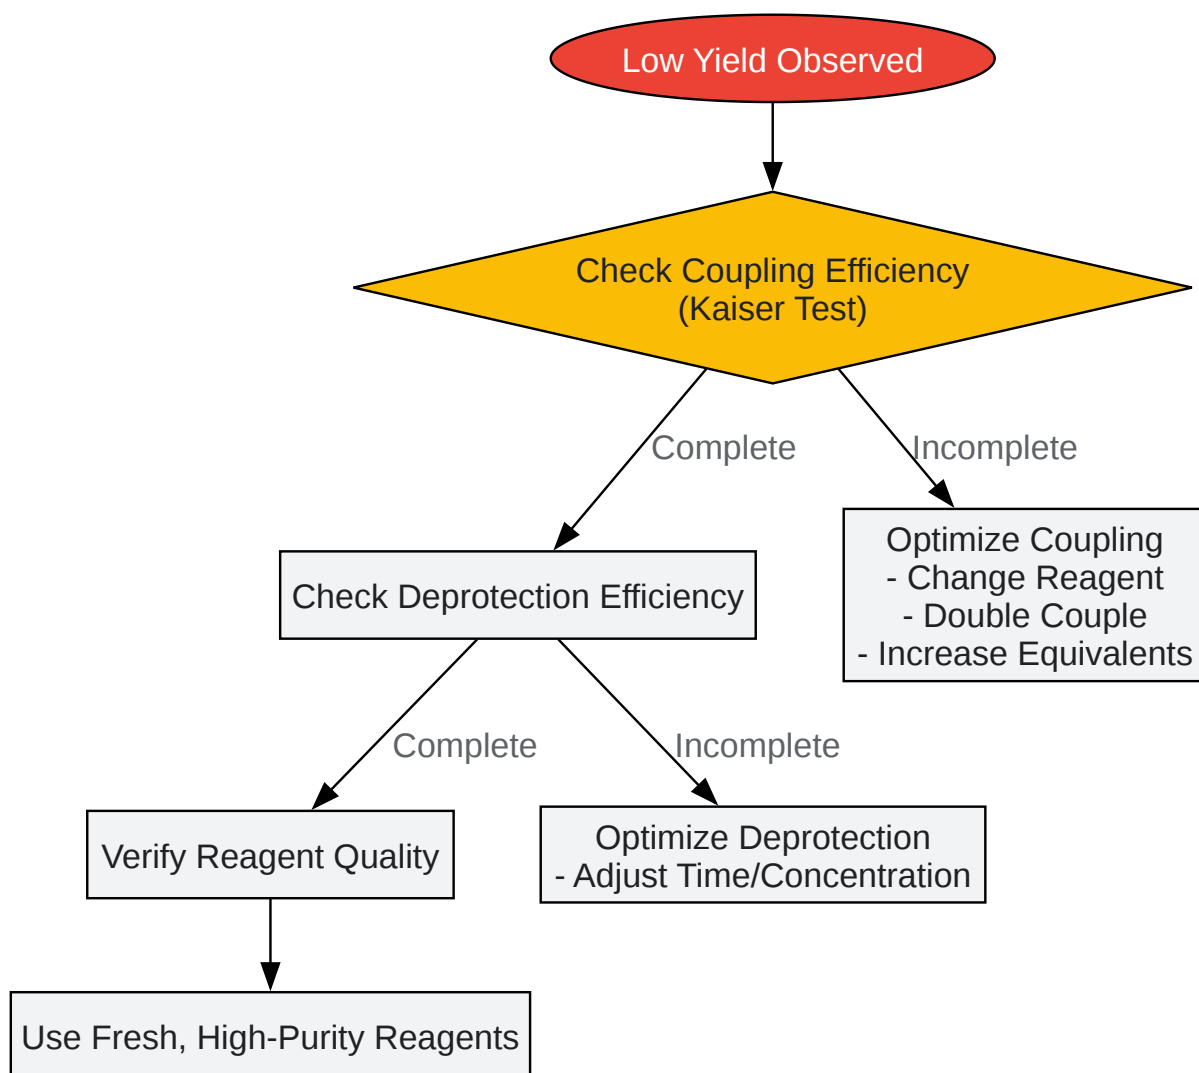 Low Yield Observed
Check Coupling Efficiency
(Kaiser Test)
Complete
Incomplete
Optimize Coupling
- Change Reagent
- Double Couple
- Increase Equivalents
Check Deprotection Efficiency
Complete
Incomplete
Verify Reagent Quality
Optimize Deprotection
- Adjust Time/Concentration
Use Fresh, High-Purity Reagents